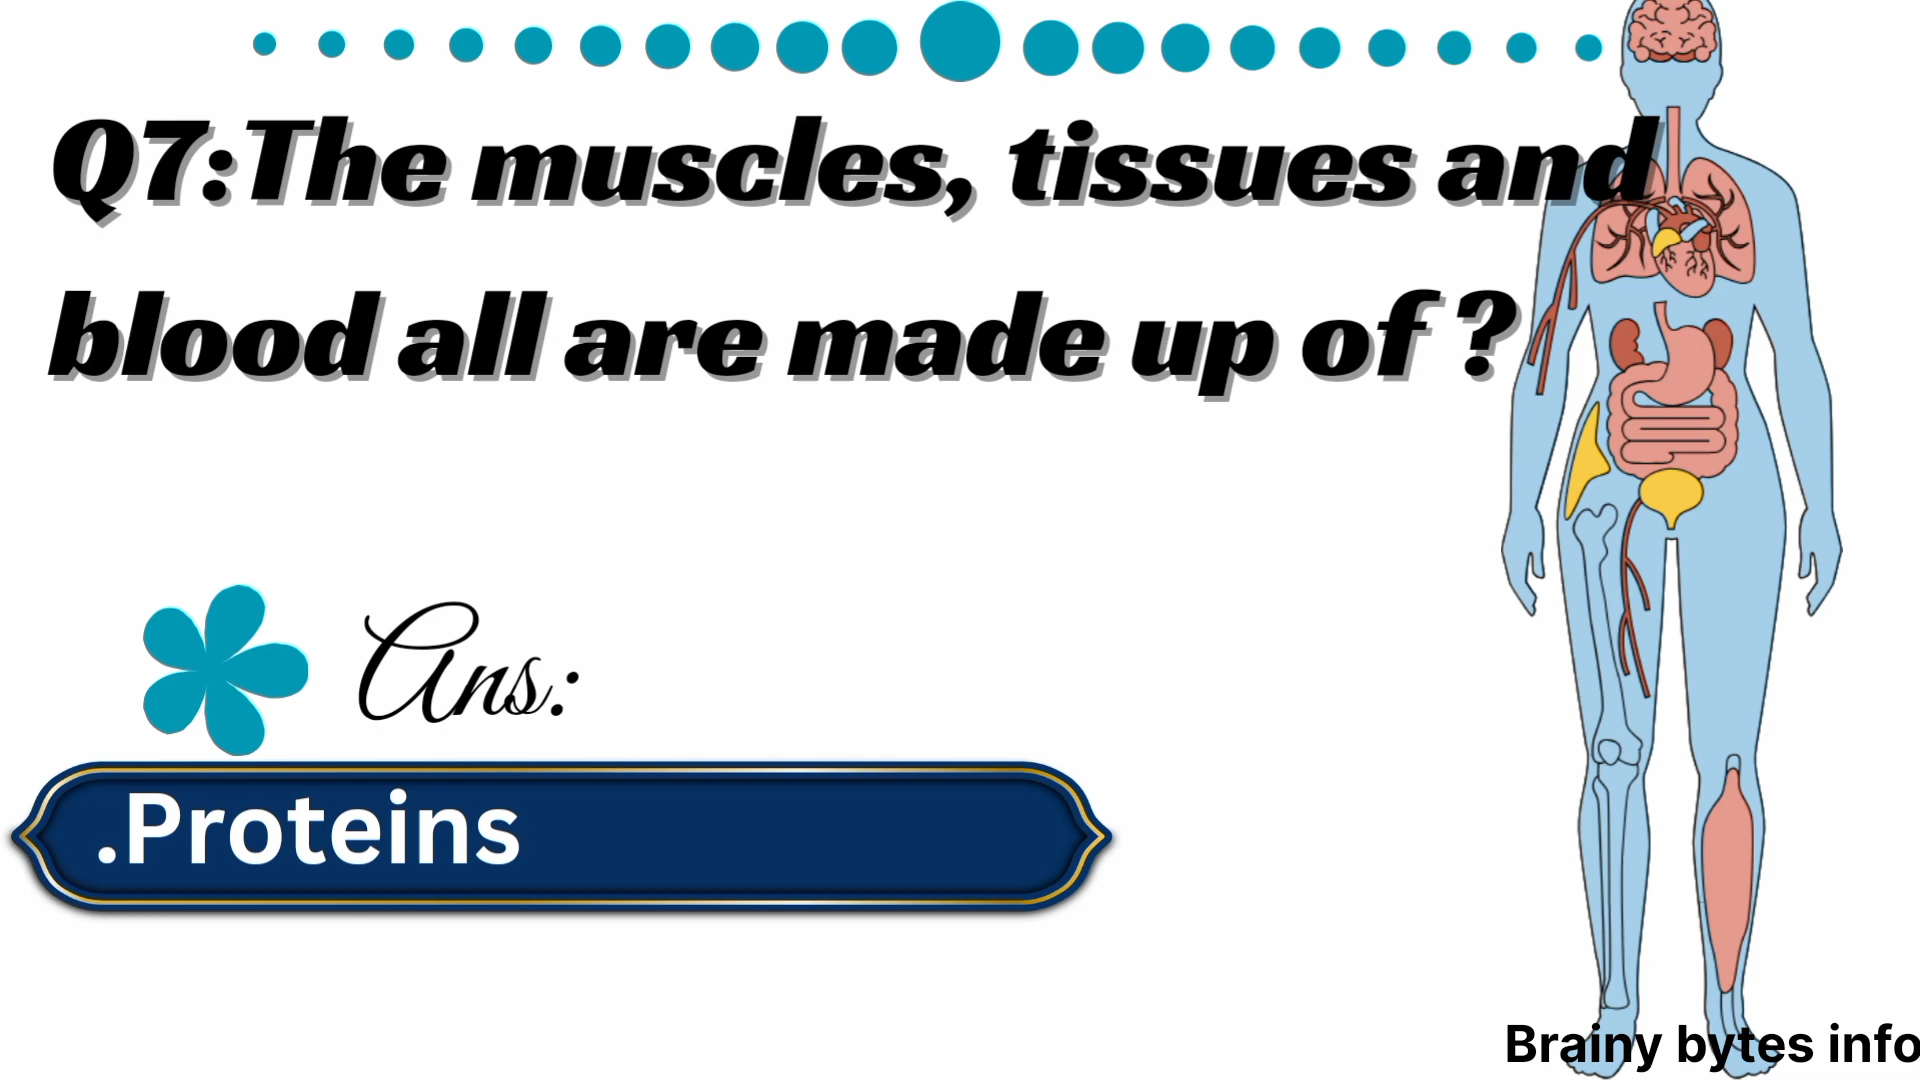 Q7:The muscles, tissues and
blood all are made up of ?
Ans:
.Proteins
Brainy bytes info